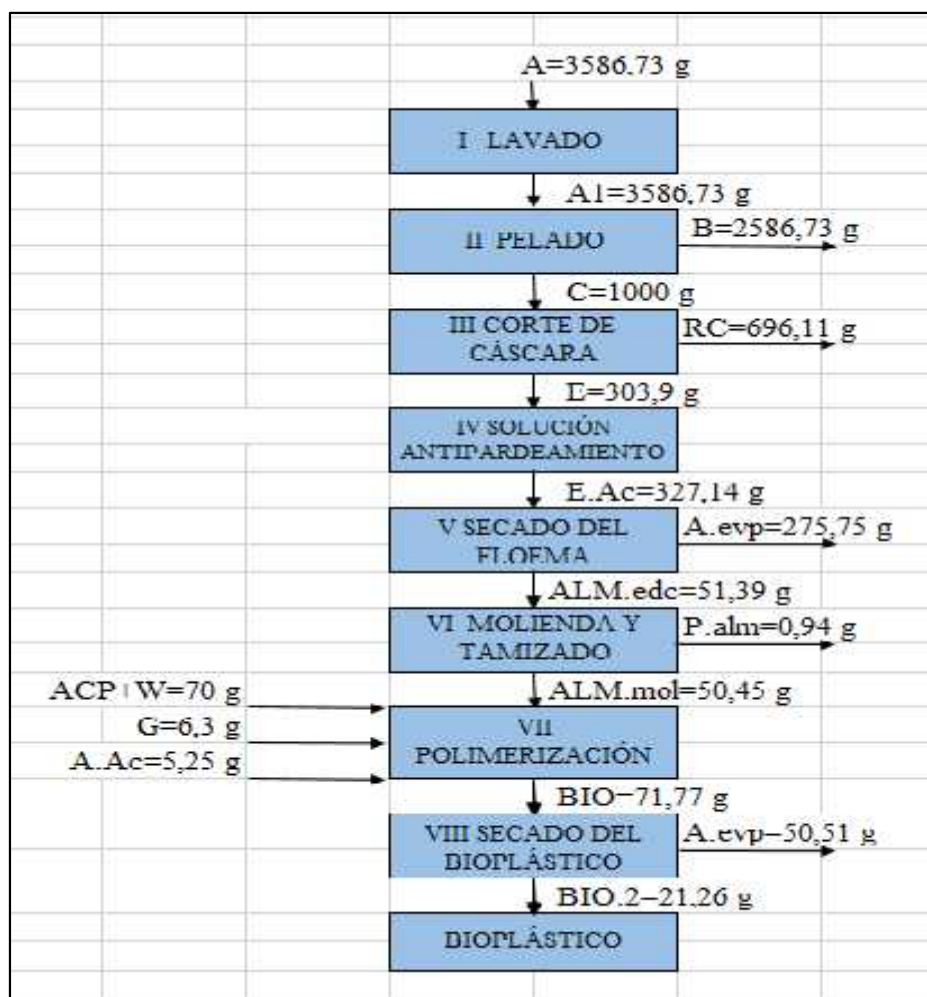 A=3586,73 g
I LAVADO
A1=3586,73 g
II PELADO
B=2586,73 g
C=1000 g
III CORTE DE
CÁSCARA
RC=696,11 g
E=303,9 g
IV SOLUCIÓN
ANTIPARDEAMIENTO
E.Ac=327,14 g
V SECADO DEL
FLOEMA
A.evp=275,75 g
ALM.edc=51,39 g
VI MOLIENDA Y
TAMIZADO
P.alm=0,94 g
ACP+W=70 g
ALM.mol=50,45 g
G=6,3 g
VII
POLIMERIZACIÓN
A.Ac=5,25 g
BIO=71,77 g
VIII SECADO DEL
BIOPLÁSTICO
A.evp=50,51 g
BIO.2=21,26 g
BIOPLÁSTICO